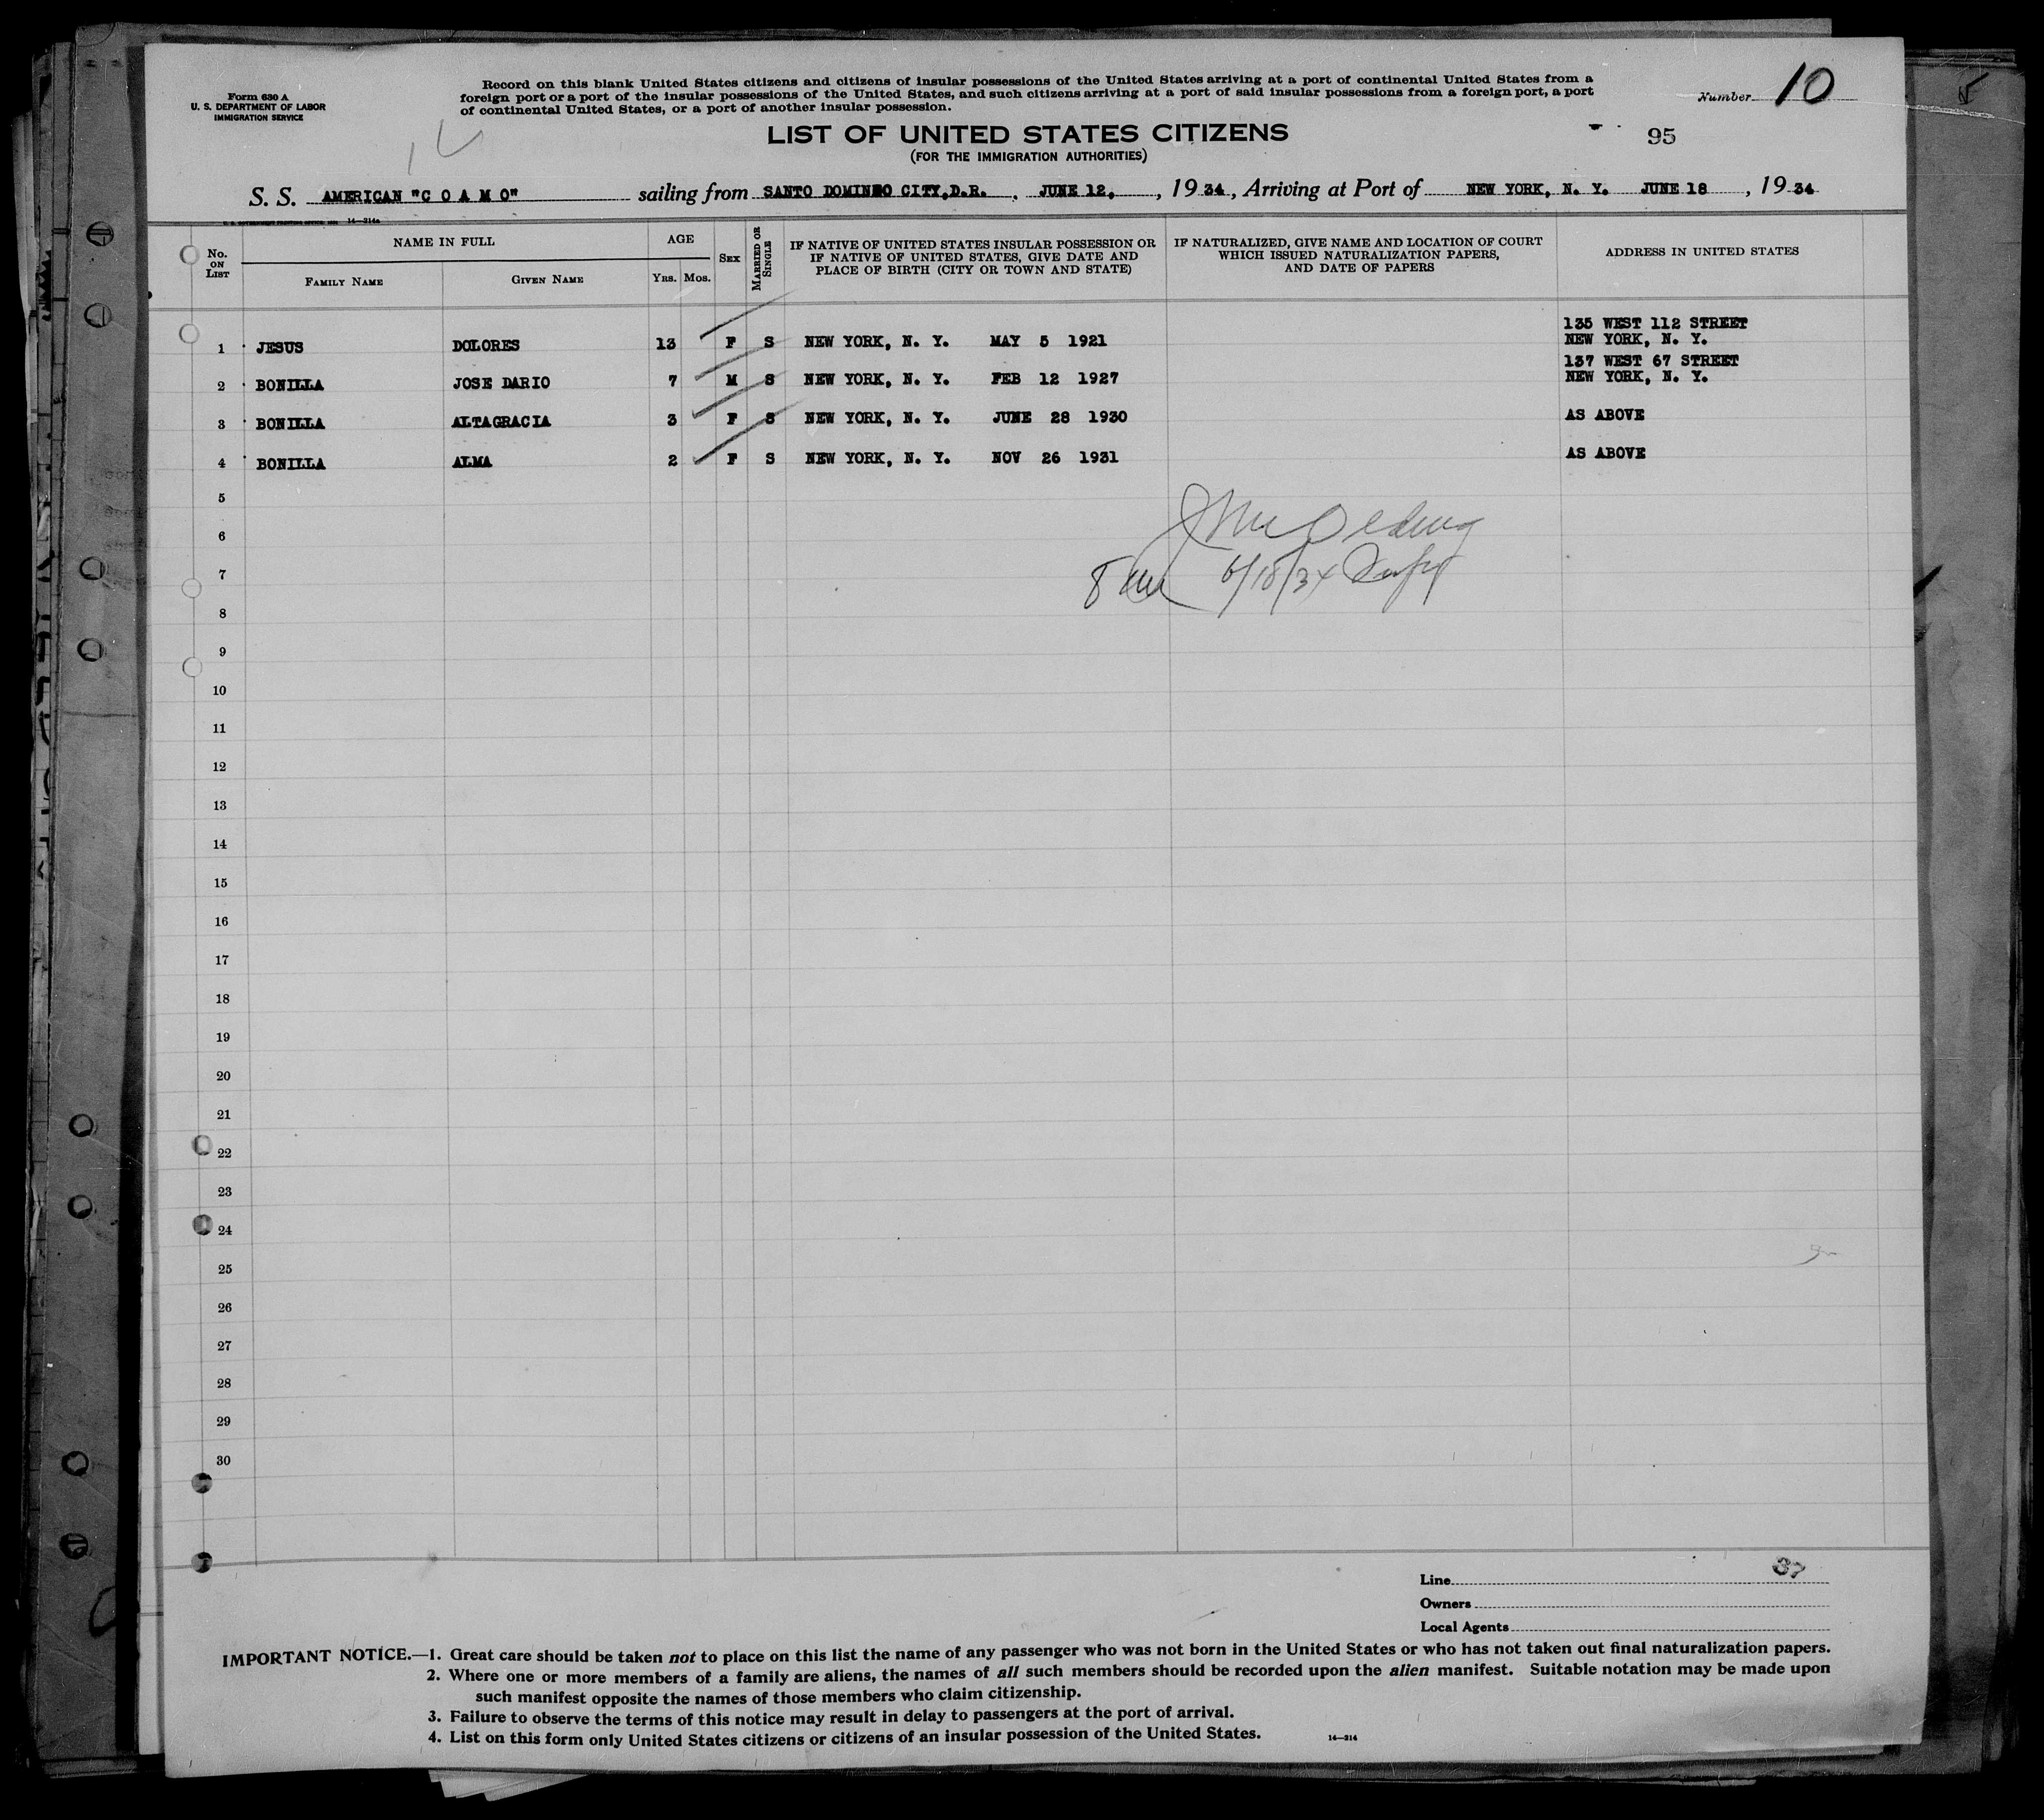 Form 630 A
U. S. DEPARTMENT OF LABOR
IMMIGRATION SERVICE
Record on this blank United States citizens and citizens of insular possessions of the United States arriving at a port of continental United States from a
foreign port or a port of the insular possessions of the United States, and such citizens arriving at a port of said insular possessions from a foreign port, a port
of continental United States, or a port of another insular possession.
Number 10
LIST OF UNITED STATES CITIZENS
95
(FOR THE IMMIGRATION AUTHORITIES)
S. S. AMERICAN "C O A M O" sailing from SANTO DOMINGO CITY, D.R. , JUNE 12, , 19 34 , Arriving at Port of NEW YORK, N. Y. JUNE 18 , 19 34
14—214a
No. ON LIST NAME IN FULL AGE SEX MARRIED OR SINGLE IF NATIVE OF UNITED STATES INSULAR POSSESSION OR IF NATIVE OF UNITED STATES, GIVE DATE AND PLACE OF BIRTH (CITY OR TOWN AND STATE) IF NATURALIZED, GIVE NAME AND LOCATION OF COURT WHICH ISSUED NATURALIZATION PAPERS, AND DATE OF PAPERS ADDRESS IN UNITED STATES
FAMILY NAME GIVEN NAME YRS. MOS.
1 JESUS DOLORES 13 F S NEW YORK, N. Y. MAY 5 1921 135 WEST 112 STREET NEW YORK, N. Y.
2 BONILLA JOSE DARIO 7 M S NEW YORK, N. Y. FEB 12 1927 137 WEST 67 STREET NEW YORK, N. Y.
3 BONILLA ALTAGRACIA 3 F S NEW YORK, N. Y. JUNE 28 1930 AS ABOVE
4 BONILLA ALMA 2 F S NEW YORK, N. Y. NOV 26 1931 AS ABOVE
5
6
7 6/18/34
8
9
10
11
12
13
14
15
16
17
18
19
20
21
22
23
24
25
26
27
28
29
30
37
Line
Owners
Local Agents
IMPORTANT NOTICE.—1. Great care should be taken not to place on this list the name of any passenger who was not born in the United States or who has not taken out final naturalization papers.
2. Where one or more members of a family are aliens, the names of all such members should be recorded upon the alien manifest. Suitable notation may be made upon
such manifest opposite the names of those members who claim citizenship.
3. Failure to observe the terms of this notice may result in delay to passengers at the port of arrival.
4. List on this form only United States citizens or citizens of an insular possession of the United States. 14—214